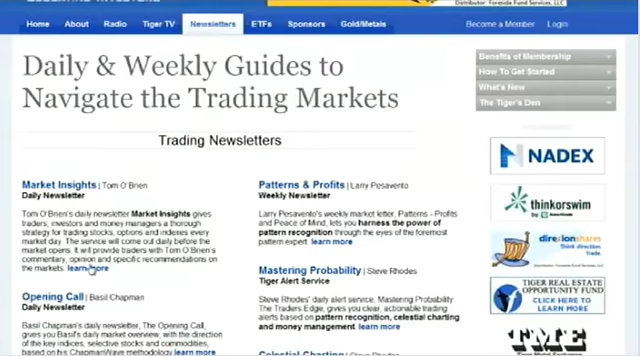 Distributor: Foreside Fund Services, LLC
Home About Radio Tiger TV Newsletters ETFs Sponsors Gold/Metals Become a Member Login
Daily & Weekly Guides to
Navigate the Trading Markets
Trading Newsletters
Market Insights | Tom O'Brien
Daily Newsletter
Tom O'Brien's daily newsletter Market Insights gives
traders, investors and money managers a thorough
strategy for trading stocks, options and indexes every
market day. The service will come out daily before the
market opens. It will provide traders with Tom O'Brien's
commentary, opinion and specific recommendations on
the markets. learn more
Opening Call | Basil Chapman
Daily Newsletter
Basil Chapman's daily newsletter, The Opening Call,
gives you Basil's daily market overview, with the direction
of the key indices, selective stocks and commodities,
based on his ChapmanWave methodology learn more
Patterns & Profits | Larry Pesavento
Weekly Newsletter
Larry Pesavento's weekly market letter, Patterns - Profits
and Peace of Mind, lets you harness the power of
pattern recognition through the eyes of the foremost
pattern expert learn more
Mastering Probability | Steve Rhodes
Tiger Alert Service
Steve Rhodes' daily alert service, Mastering Probability:
The Traders Edge, gives you clear, actionable trading
alerts based on pattern recognition, celestial charting
and money management. learn more
Celestial Charting | Steve Rhodes
Benefits of Membership
How To Get Started
What's New
The Tiger's Den
NADEX
thinkorswim
direxionshares
Think direction.
Trade.
TIGER REAL ESTATE
OPPORTUNITY FUND
CLICK HERE TO
LEARN MORE
TME